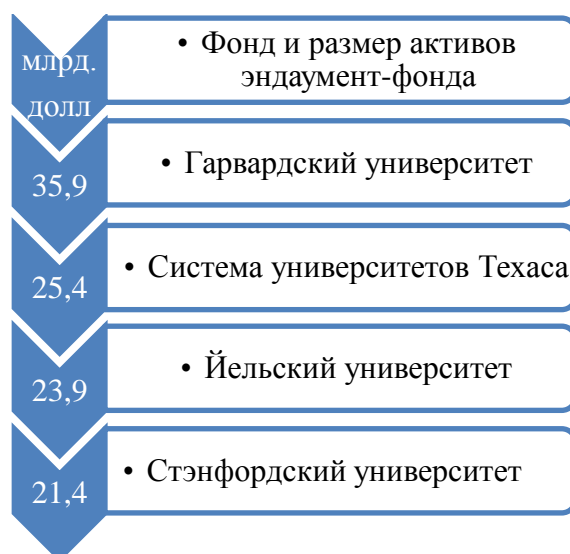 млрд.
долл
• Фонд и размер активов
эндаумент-фонда
35,9
• Гарвардский университет
25,4
• Система университетов Техаса
23,9
• Йельский университет
21,4
• Стэнфордский университет